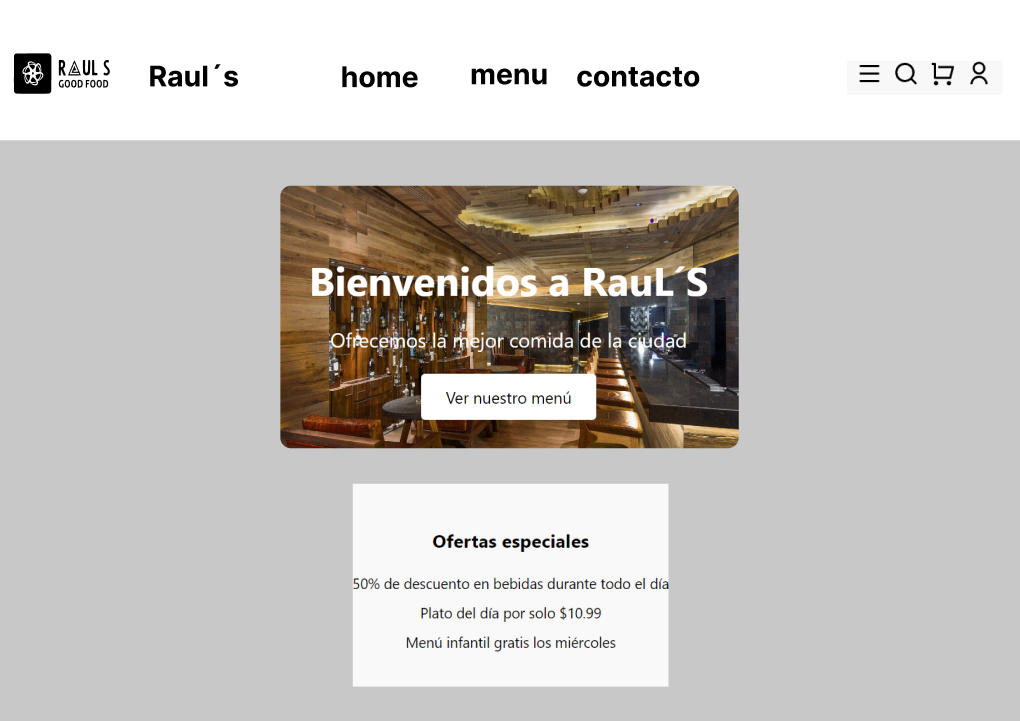 RAUL S
GOOD FOOD
Raul´s
home
menu
contacto
Bienvenidos a RauL´S
Ofrecemos la mejor comida de la ciudad
Ver nuestro menú
Ofertas especiales
50% de descuento en bebidas durante todo el día
Plato del día por solo $10.99
Menú infantil gratis los miércoles